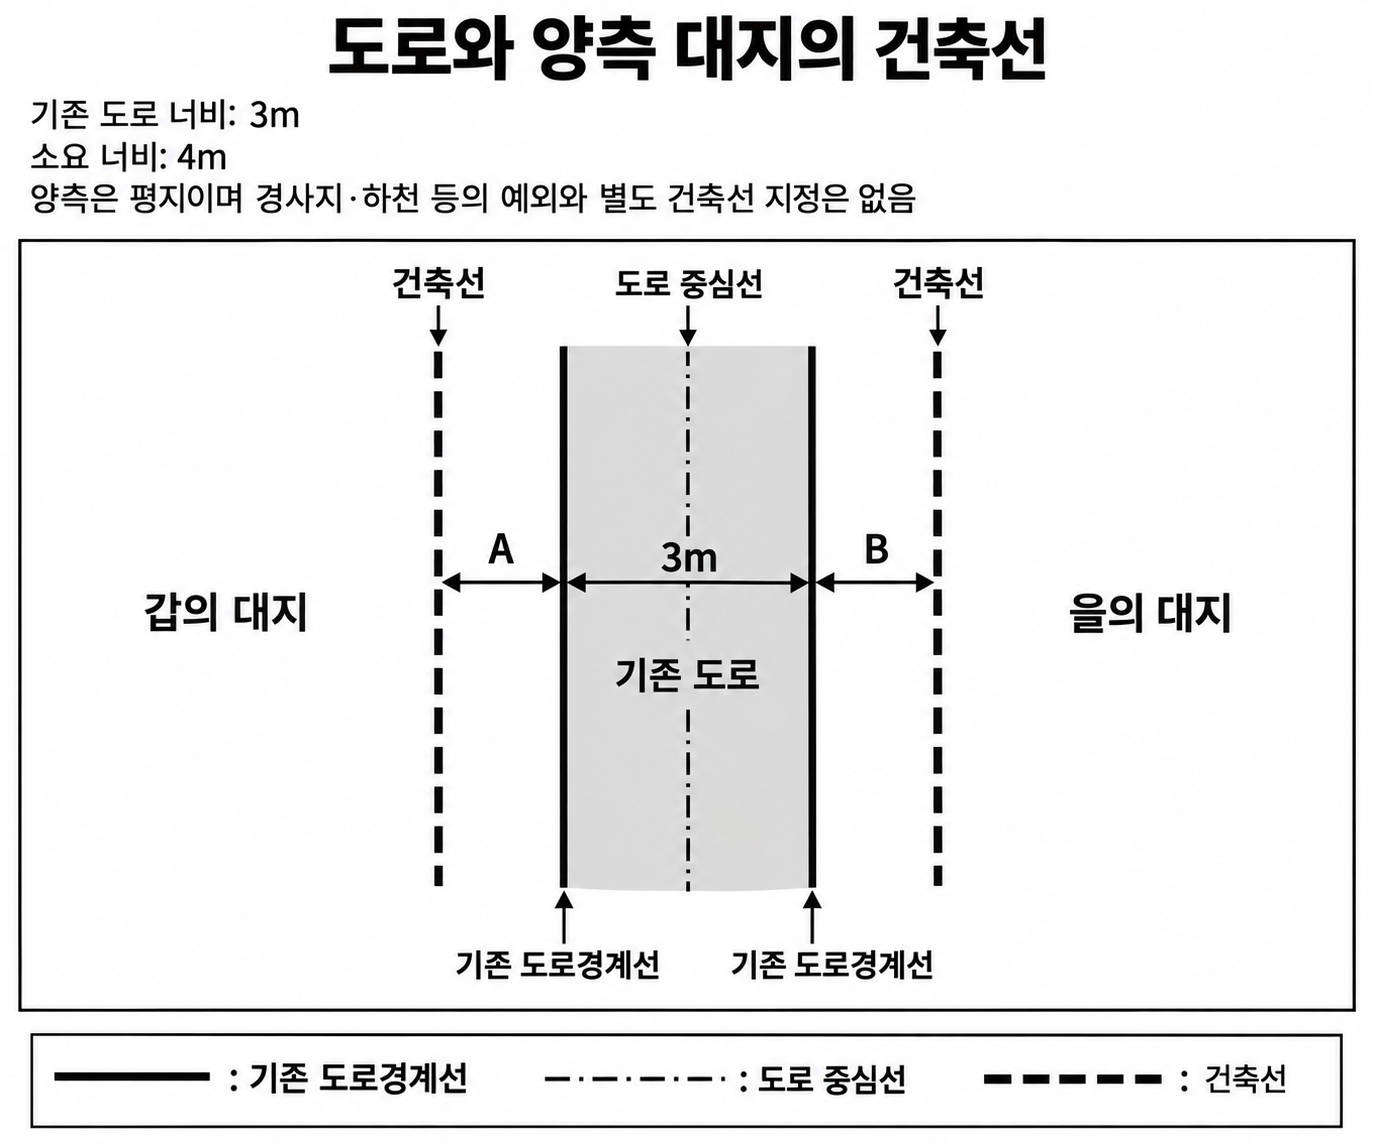 도로와 양측 대지의 건축선
기존 도로 너비: 3m
소요 너비: 4m
양측은 평지이며 경사지·하천 등의 예외와 별도 건축선 지정은 없음
건축선
도로 중심선
건축선
A
3m
B
갑의 대지
을의 대지
기존 도로
기존 도로경계선
기존 도로경계선
: 기존 도로경계선
: 도로 중심선
: 건축선